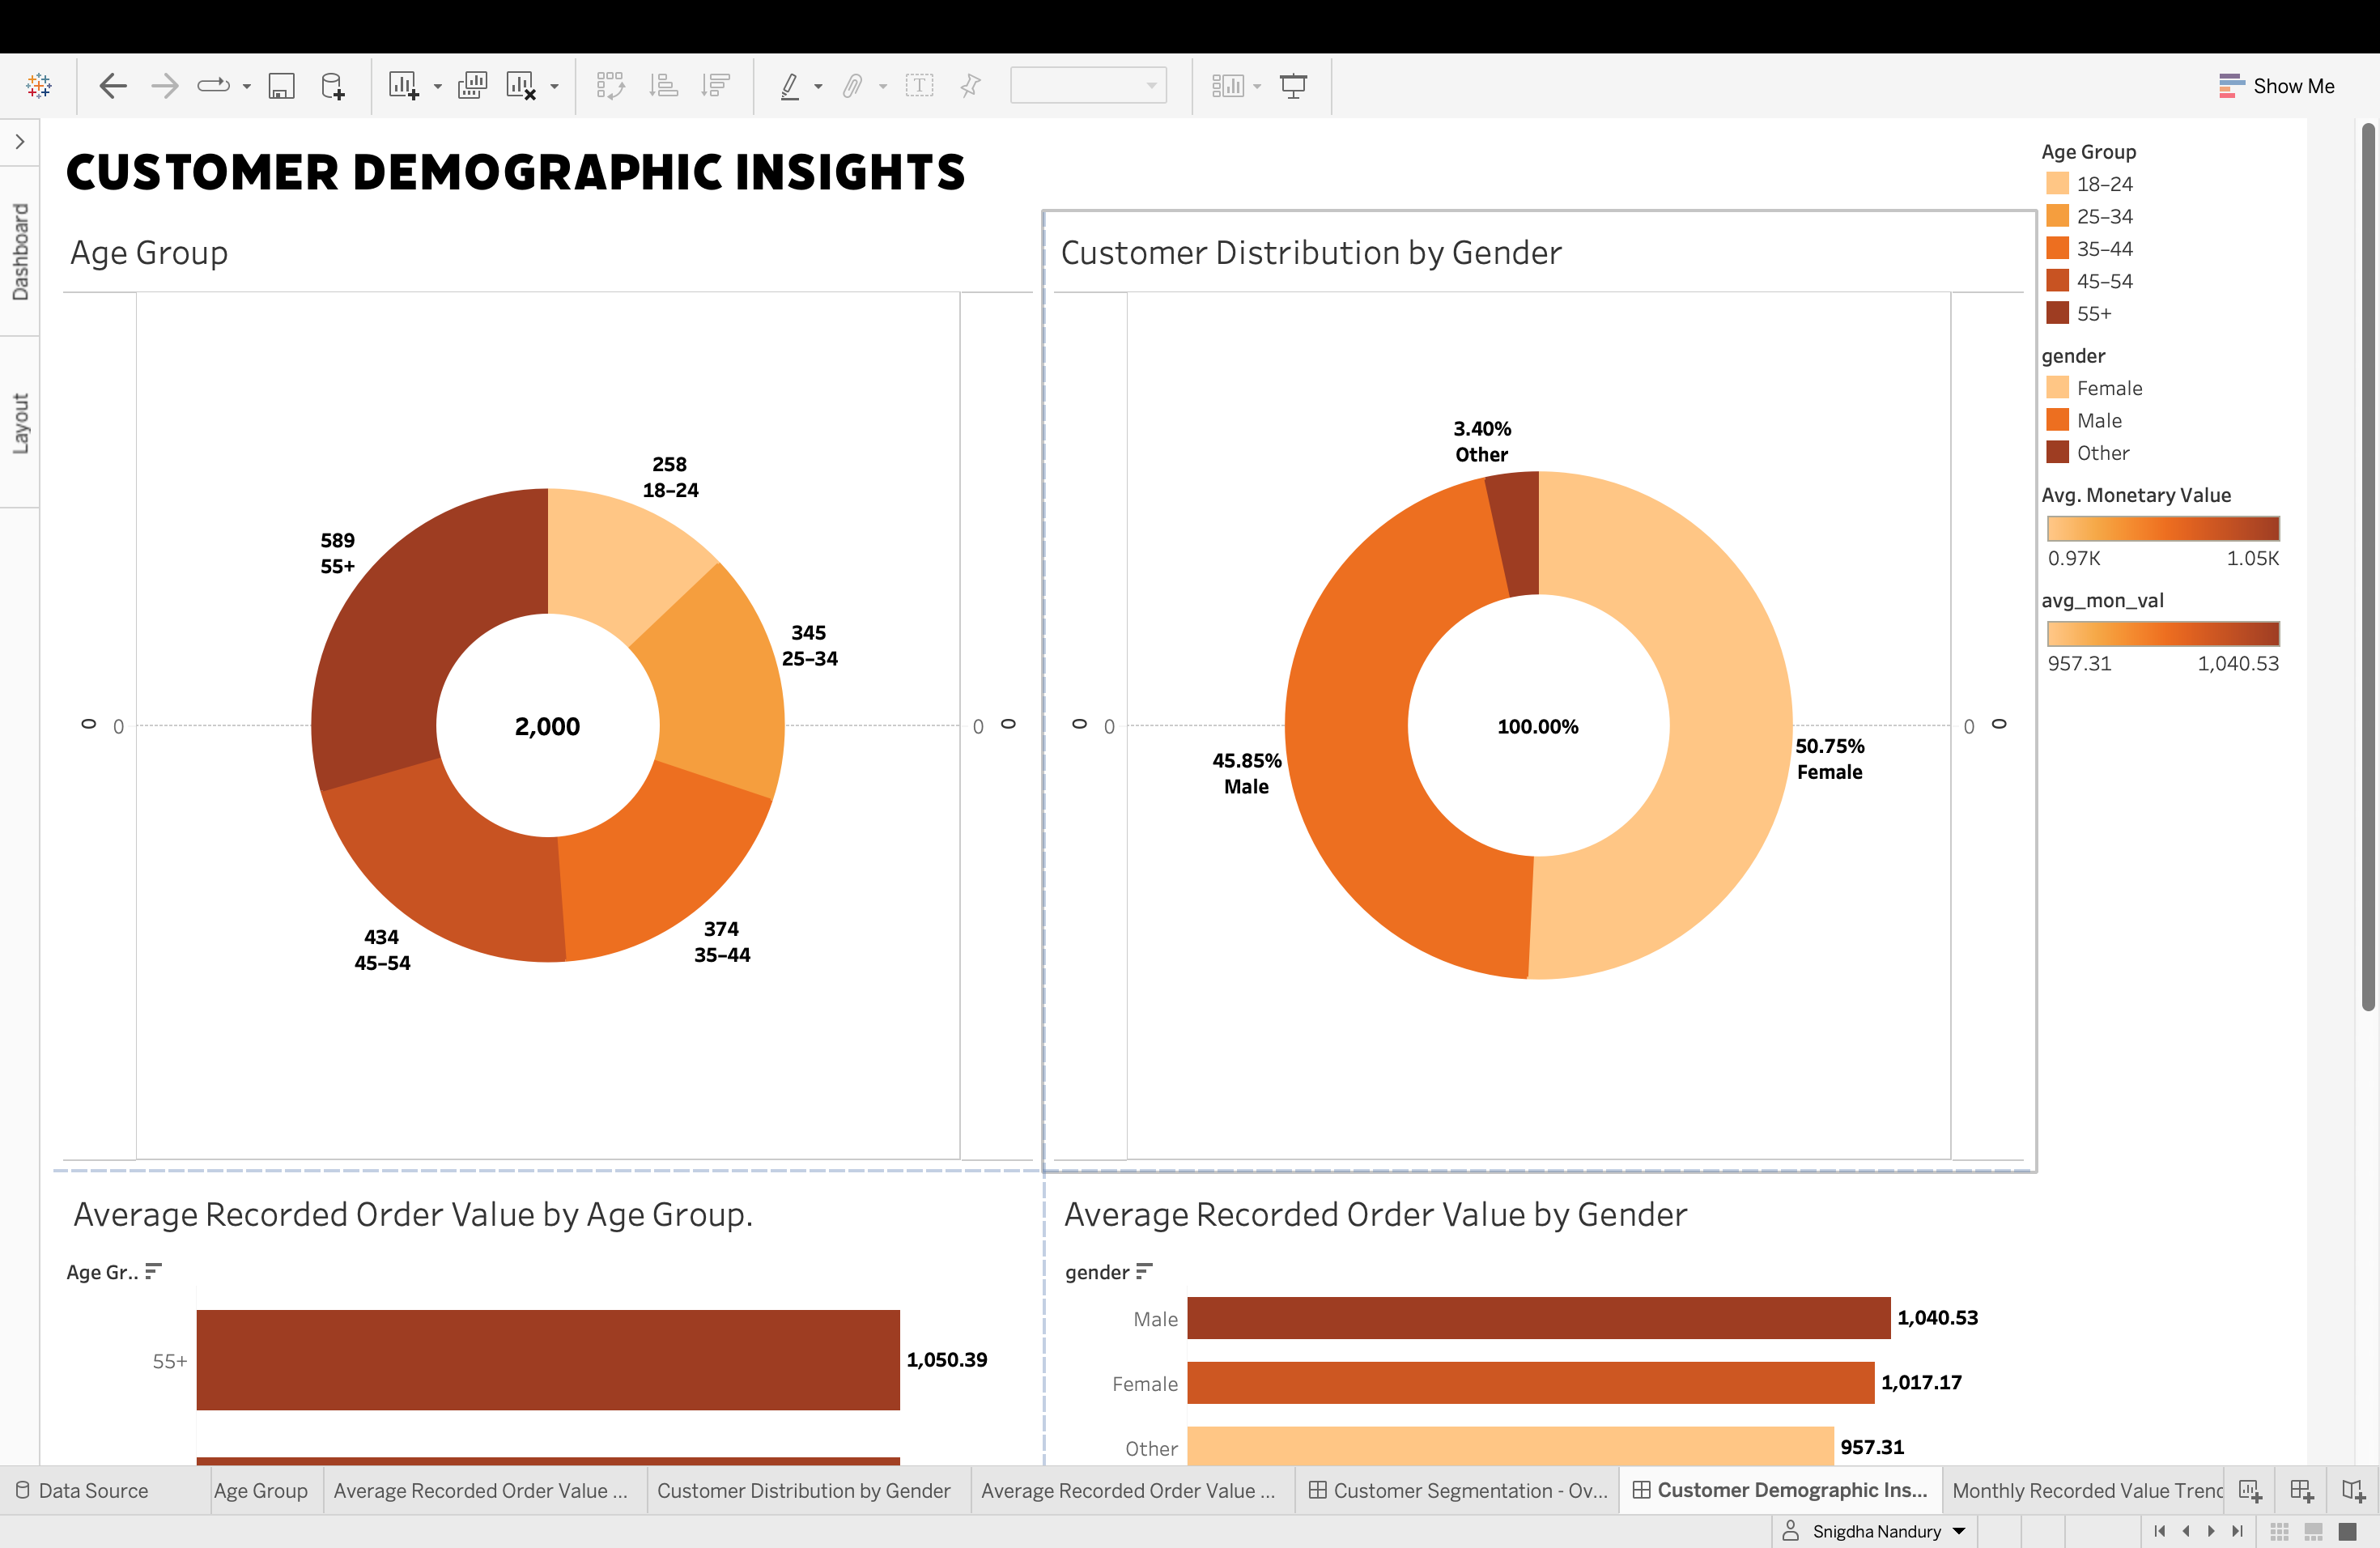 Show Me
Dashboard
Layout
CUSTOMER DEMOGRAPHIC INSIGHTS
Age Group
258
18-24
345
25-34
374
35-44
434
45-54
589
55+
2,000
0
0
0
0
Customer Distribution by Gender
3.40%
Other
45.85%
Male
50.75%
Female
100.00%
0
0
0
0
Age Group
18-24
25-34
35-44
45-54
55+
gender
Female
Male
Other
Avg. Monetary Value
0.97K 1.05K
avg_mon_val
957.31 1,040.53
Average Recorded Order Value by Age Group.
Age Gr..
55+ 1,050.39
Average Recorded Order Value by Gender
gender
Male 1,040.53
Female 1,017.17
Other 957.31
Data Source Age Group Average Recorded Order Value ... Customer Distribution by Gender Average Recorded Order Value ... Customer Segmentation - Ov... Customer Demographic Ins... Monthly Recorded Value Trend
Snigdha Nandury